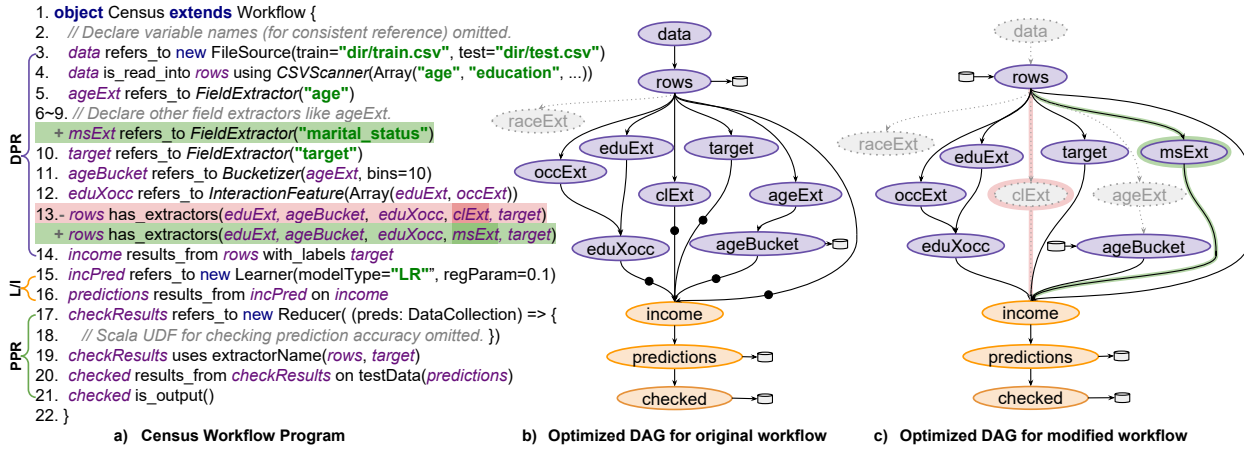 1. object Census extends Workflow {
2. // Declare variable names (for consistent reference) omitted.
3. data refers_to new FileSource(train="dir/train.csv", test="dir/test.csv")
4. data is_read_into rows using CSVScanner(Array("age", "education", ...))
5. ageExt refers_to FieldExtractor("age")
6~9. // Declare other field extractors like ageExt.
+ msExt refers_to FieldExtractor("marital_status")
10. target refers_to FieldExtractor("target")
11. ageBucket refers_to Bucketizer(ageExt, bins=10)
12. eduXocc refers_to InteractionFeature(Array(eduExt, occExt))
13.- rows has_extractors(eduExt, ageBucket, eduXocc, clExt, target)
+ rows has_extractors(eduExt, ageBucket, eduXocc, msExt, target)
14. income results_from rows with_labels target
15. incPred refers_to new Learner(modelType="LR"”, regParam=0.1)
16. predictions results_from incPred on income
17. checkResults refers_to new Reducer( (preds: DataCollection) => {
18. // Scala UDF for checking prediction accuracy omitted. })
19. checkResults uses extractorName(rows, target)
20. checked results_from checkResults on testData(predictions)
21. checked is_output()
22. }
DPR
L/I
PPR
a) Census Workflow Program
data
rows
raceExt
eduExt
target
occExt
clExt
ageExt
eduXocc
ageBucket
income
predictions
checked
b) Optimized DAG for original workflow
data
rows
raceExt
eduExt
target
msExt
occExt
clExt
ageExt
eduXocc
ageBucket
income
predictions
checked
c) Optimized DAG for modified workflow